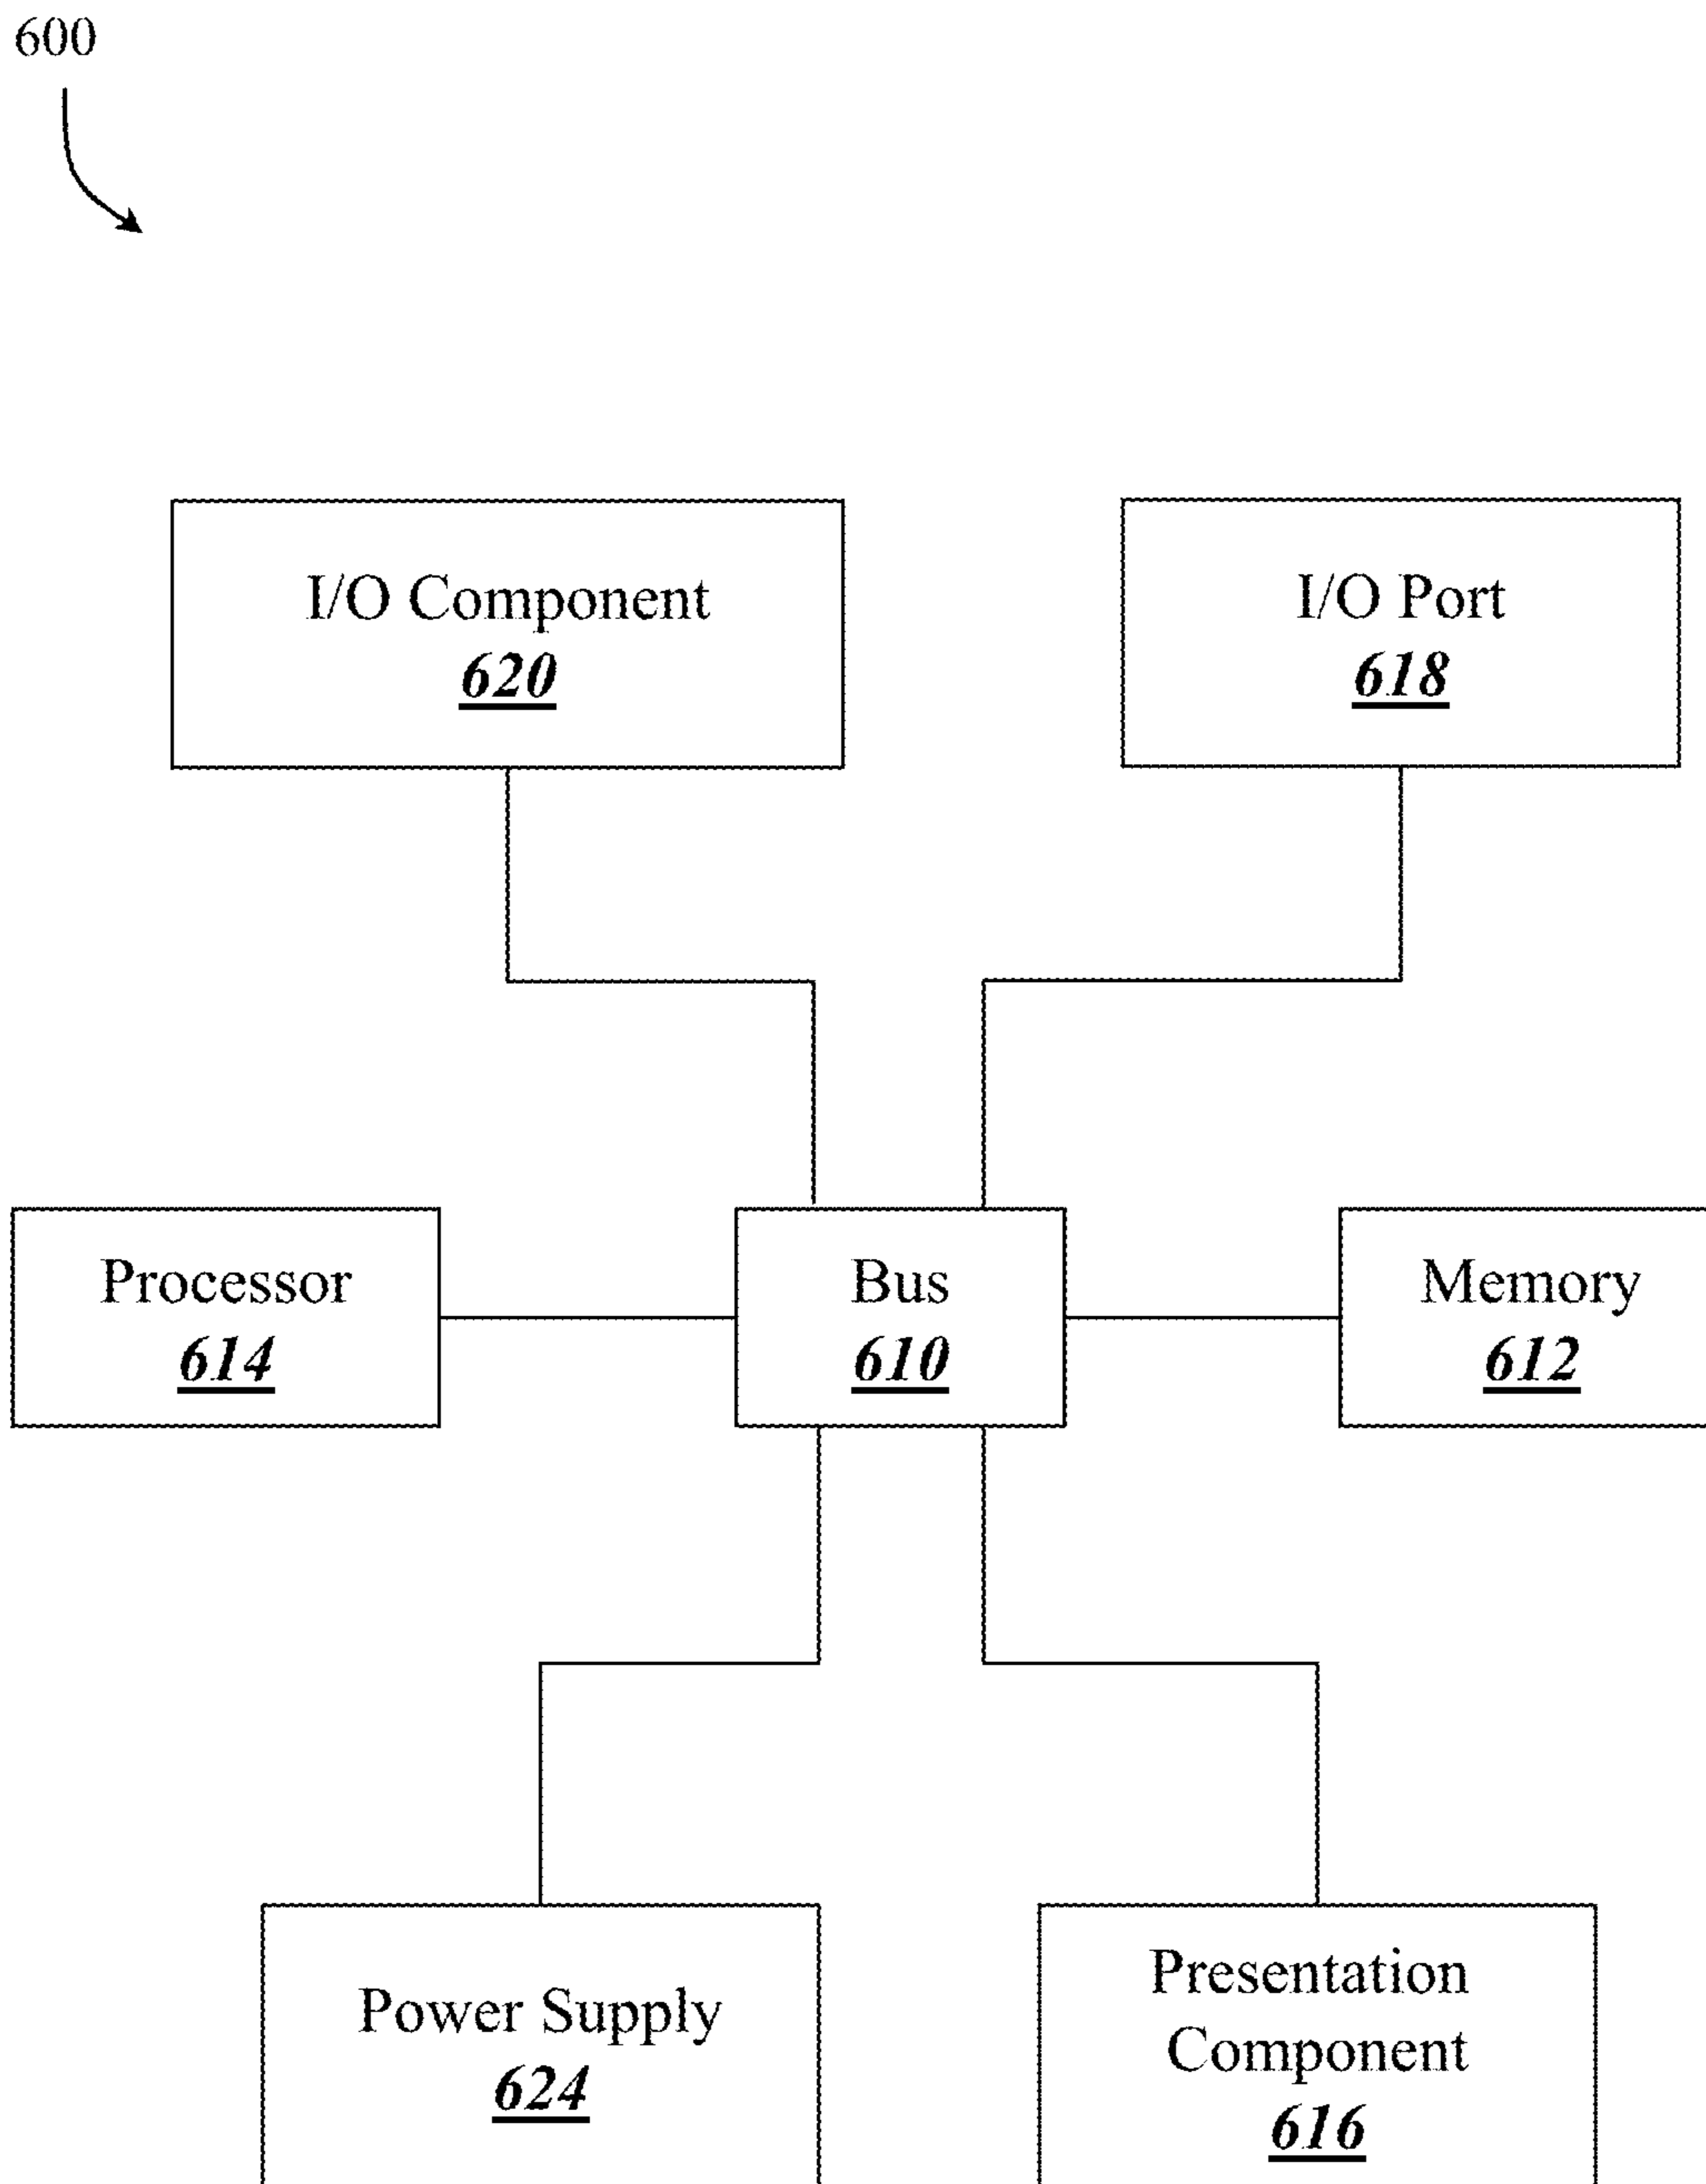 600
I/O Component
620
I/O Port
618
Processor
614
Bus
610
Memory
612
Power Supply
624
Presentation
Component
616